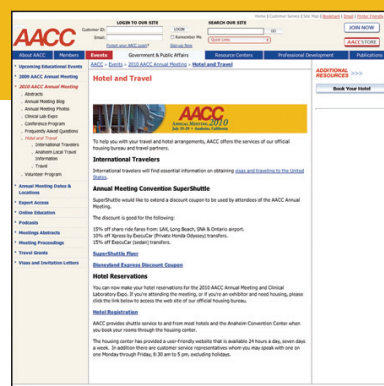 Home | Customer Service | Site Map | Bookmark | Email | Printer Friendly
LOGIN TO OUR SITE
SEARCH OUR SITE
AACC
Customer ID:
LOGIN
GO
JOIN NOW
Email:
Remember Me
Quick Links
AACC STORE
Forgot your AACC Login?
Sign-up Now
About AACC
Members
Events
Government & Public Affairs
Resource Centers
Professional Development
Publications
AACC > Events > 2010 AACC Annual Meeting > Hotel and Travel
Upcoming Educational Events
2009 AACC Annual Meeting
2010 AACC Annual Meeting
Abstracts
Annual Meeting Blog
Annual Meeting Photos
Clinical Lab Expo
Conference Program
Frequently Asked Questions
Hotel and Travel
International Travelers
Anaheim Local Travel
Information
Travel
Volunteer Program
Annual Meeting Dates &
Locations
Expert Access
Online Education
Podcasts
Meetings Abstracts
Meeting Proceedings
Travel Grants
Visas and Invitation Letters
Hotel and Travel
AACC
ANNUAL MEETING 2010
July 25-29 • Anaheim, California
To help you with your travel and hotel arrangements, AACC offers the services of our official
housing bureau and travel partners.
International Travelers
International travelers will find essential information on obtaining visas and traveling to the United
States.
Annual Meeting Convention SuperShuttle
SuperShuttle would like to extend a discount coupon to be used by attendees of the AACC Annual
Meeting.
The discount is good for the following:
15% off share ride fares from: LAX, Long Beach, SNA & Ontario airport.
10% off Xpress by ExecuCar (Private Honda Odyssey) transfers.
15% off ExecuCar (sedan) transfers.
SuperShuttle Flyer
Disneyland Express Discount Coupon
Hotel Reservations
You can now make your hotel reservations for the 2010 AACC Annual Meeting and Clinical
Laboratory Expo. If you're attending the meeting, or if you're an exhibitor and need housing, please
click the link below to access the web site of our official housing bureau.
Hotel Registration
AACC provides shuttle service to and from most hotels and the Anaheim Convention Center when
you book your rooms through the housing center.
The housing center has provided a user-friendly website that is available 24 hours a day, seven days
a week. In addition there are customer service representatives whom you may speak with one on
one Monday through Friday, 8:30 am to 5 pm, excluding holidays.
ADDITIONAL
RESOURCES >>>
Book Your Hotel